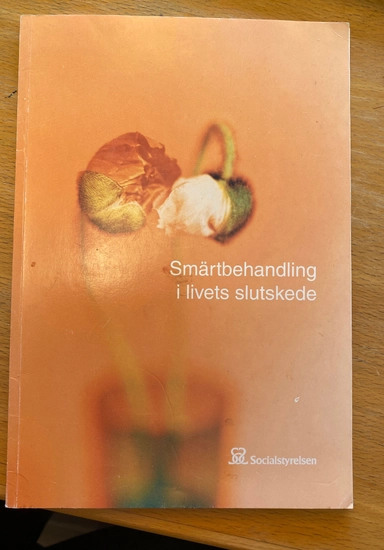 Smärtbehandling
i livets slutskede
Socialstyrelsen